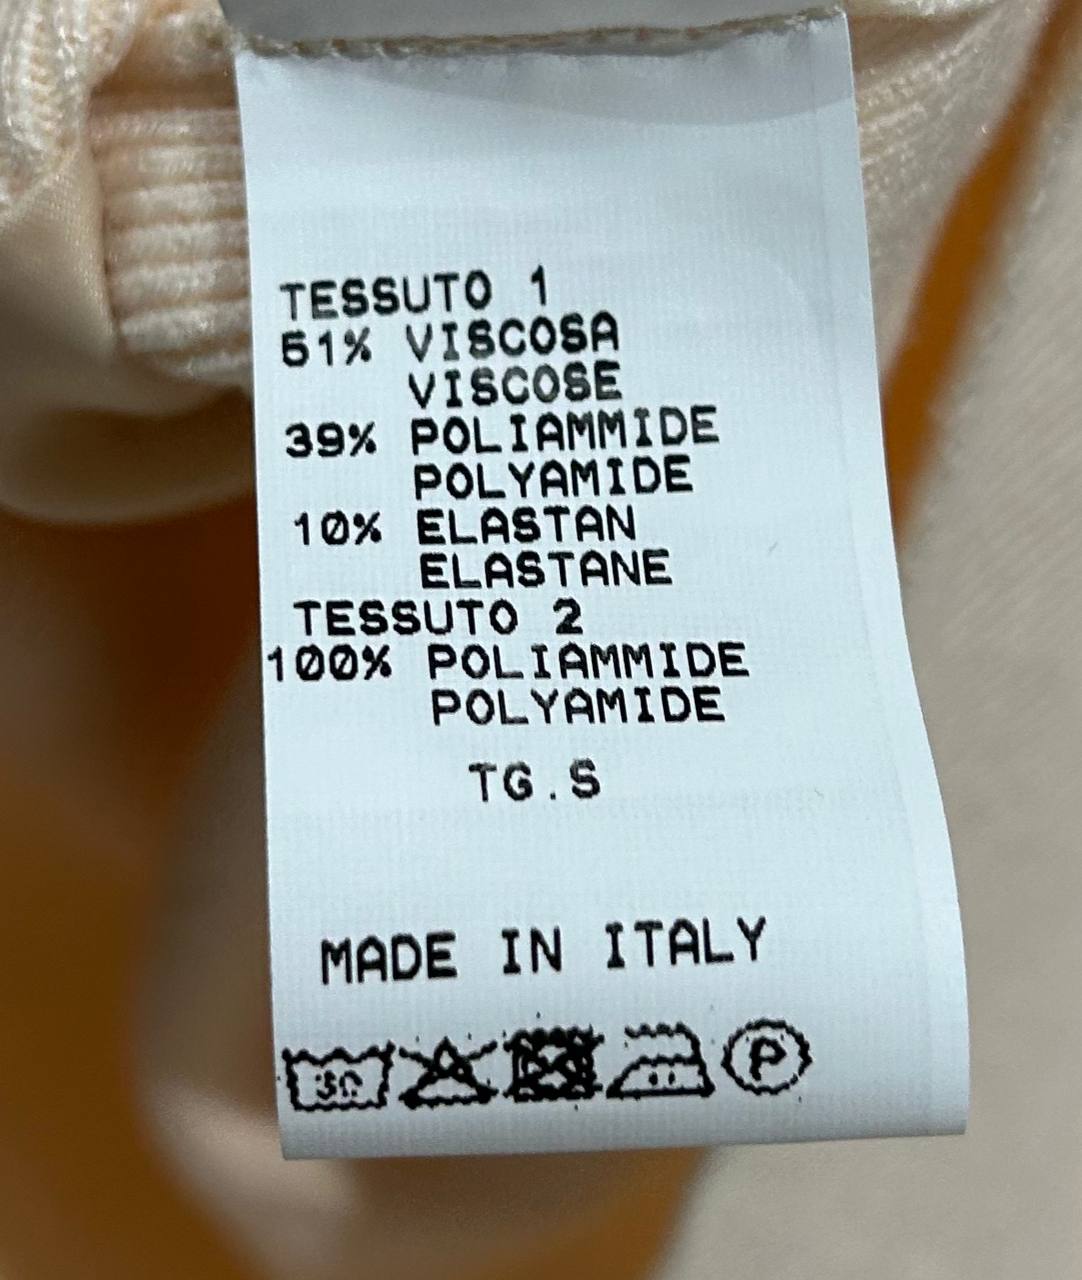 TESSUTO 1
51% VISCOSA
VISCOSE
39% POLIAMMIDE
POLYAMIDE
10% ELASTAN
ELASTANE
TESSUTO 2
100% POLIAMMIDE
POLYAMIDE
TG.S
MADE IN ITALY
30 P